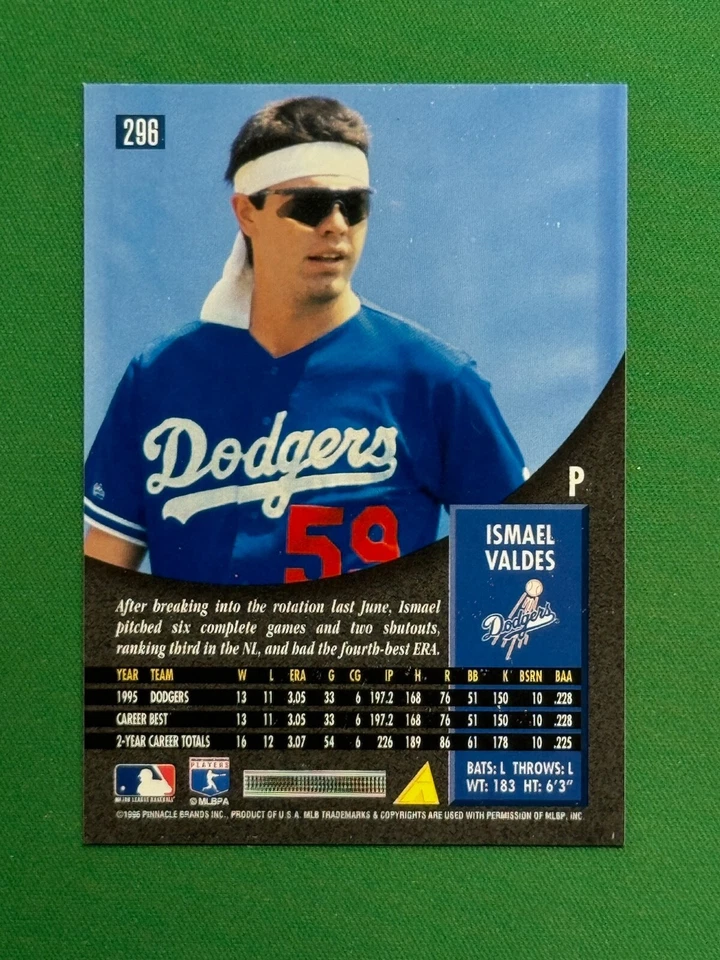 296
Dodgers
59
P
ISMAEL
VALDES
Dodgers
After breaking into the rotation last June, Ismael
pitched six complete games and two shutouts,
ranking third in the NL, and had the fourth-best ERA.
YEAR TEAM W L ERA G CG IP H R BB K BSRN BAA
1995 DODGERS 13 11 3.05 33 6 197.2 168 76 51 150 10 .228
CAREER BEST 13 11 3.05 33 6 197.2 168 76 51 150 10 .228
2-YEAR CAREER TOTALS 16 12 3.07 54 6 226 189 86 61 178 10 .225
BATS: L THROWS: L
WT: 183 HT: 6'3"
MAJOR LEAGUE BASEBALL
PLAYERS
© MLBPA
©1996 PINNACLE BRANDS INC., PRODUCT OF U.S.A. MLB TRADEMARKS & COPYRIGHTS ARE USED WITH PERMISSION OF MLBP, INC.